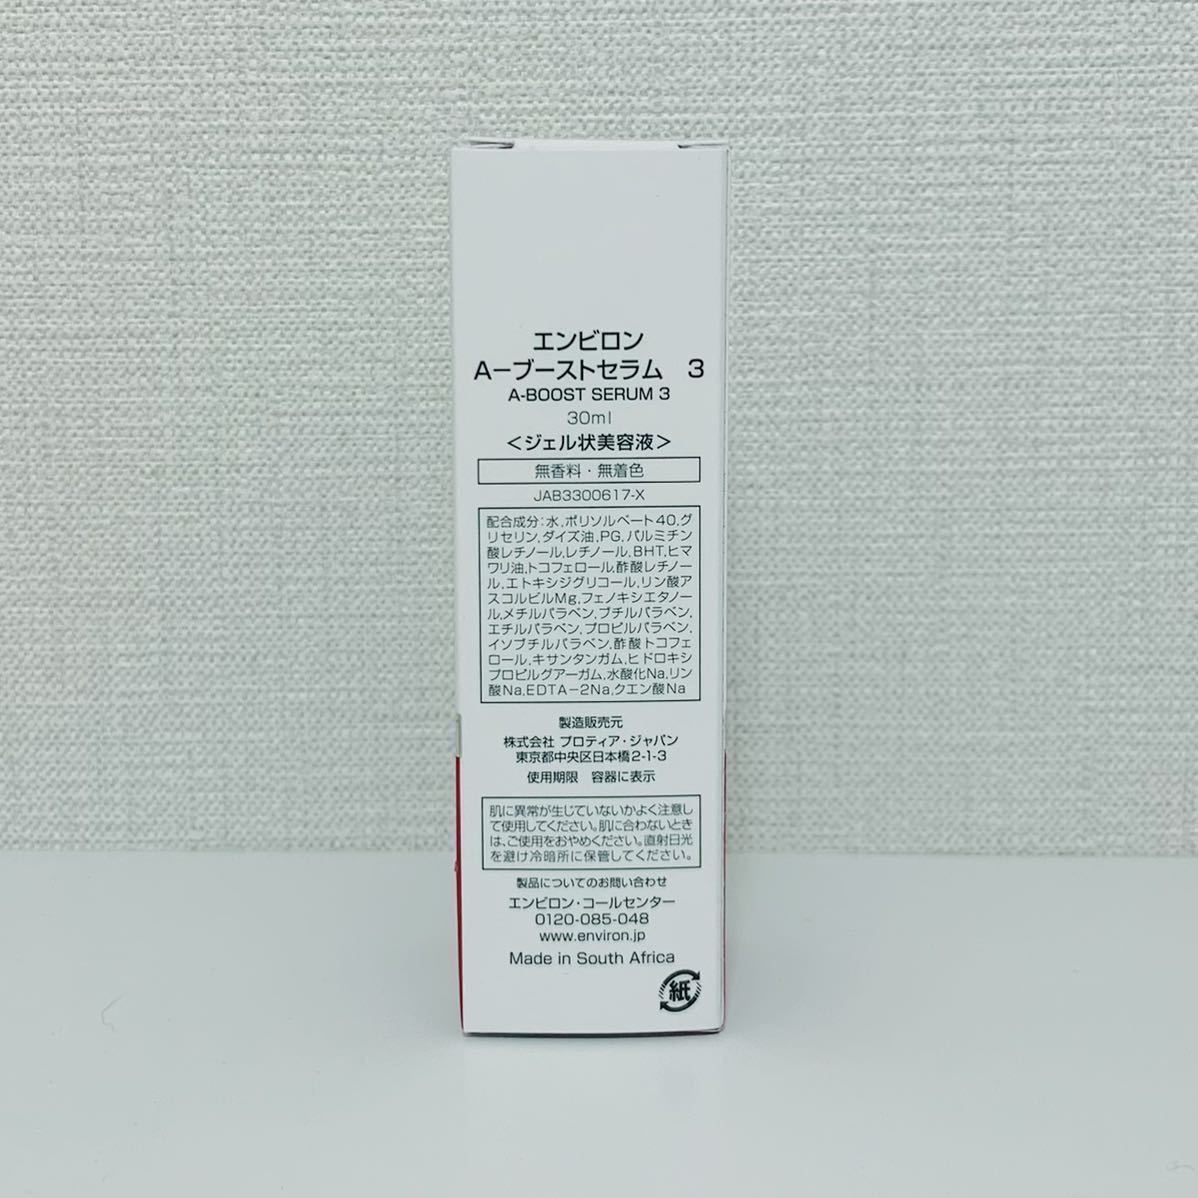 エンビロン
A－ブーストセラム　3
A-BOOST SERUM 3
30ml
＜ジェル状美容液＞
無香料・無着色
JAB3300617-X
配合成分：水,ポリソルベート40,グ
リセリン,ダイズ油,PG,パルミチン
酸レチノール,レチノール,BHT,ヒマ
ワリ油,トコフェロール,酢酸レチノー
ル,エトキシジグリコール,リン酸ア
スコルビルMg,フェノキシエタノー
ル,メチルパラベン,ブチルパラベン,
エチルパラベン,プロピルパラベン,
イソブチルパラベン,酢酸トコフェ
ロール,キサンタンガム,ヒドロキシ
プロピルグアーガム,水酸化Na,リン
酸Na,EDTA－2Na,クエン酸Na
製造販売元
株式会社 プロティア・ジャパン
東京都中央区日本橋2-1-3
使用期限　容器に表示
肌に異常が生じていないかよく注意し
て使用してください。肌に合わないとき
は、ご使用をおやめください。直射日光
を避け冷暗所に保管してください。
製品についてのお問い合わせ
エンビロン・コールセンター
0120-085-048
www.environ.jp
Made in South Africa
紙